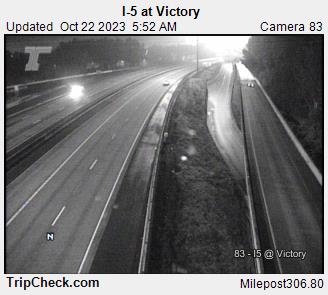 I-5 at Victory
Updated Oct 22 2023 5:52 AM Camera 83
T
N
83 - I5 @ Victory
TripCheck.com Milepost306.80